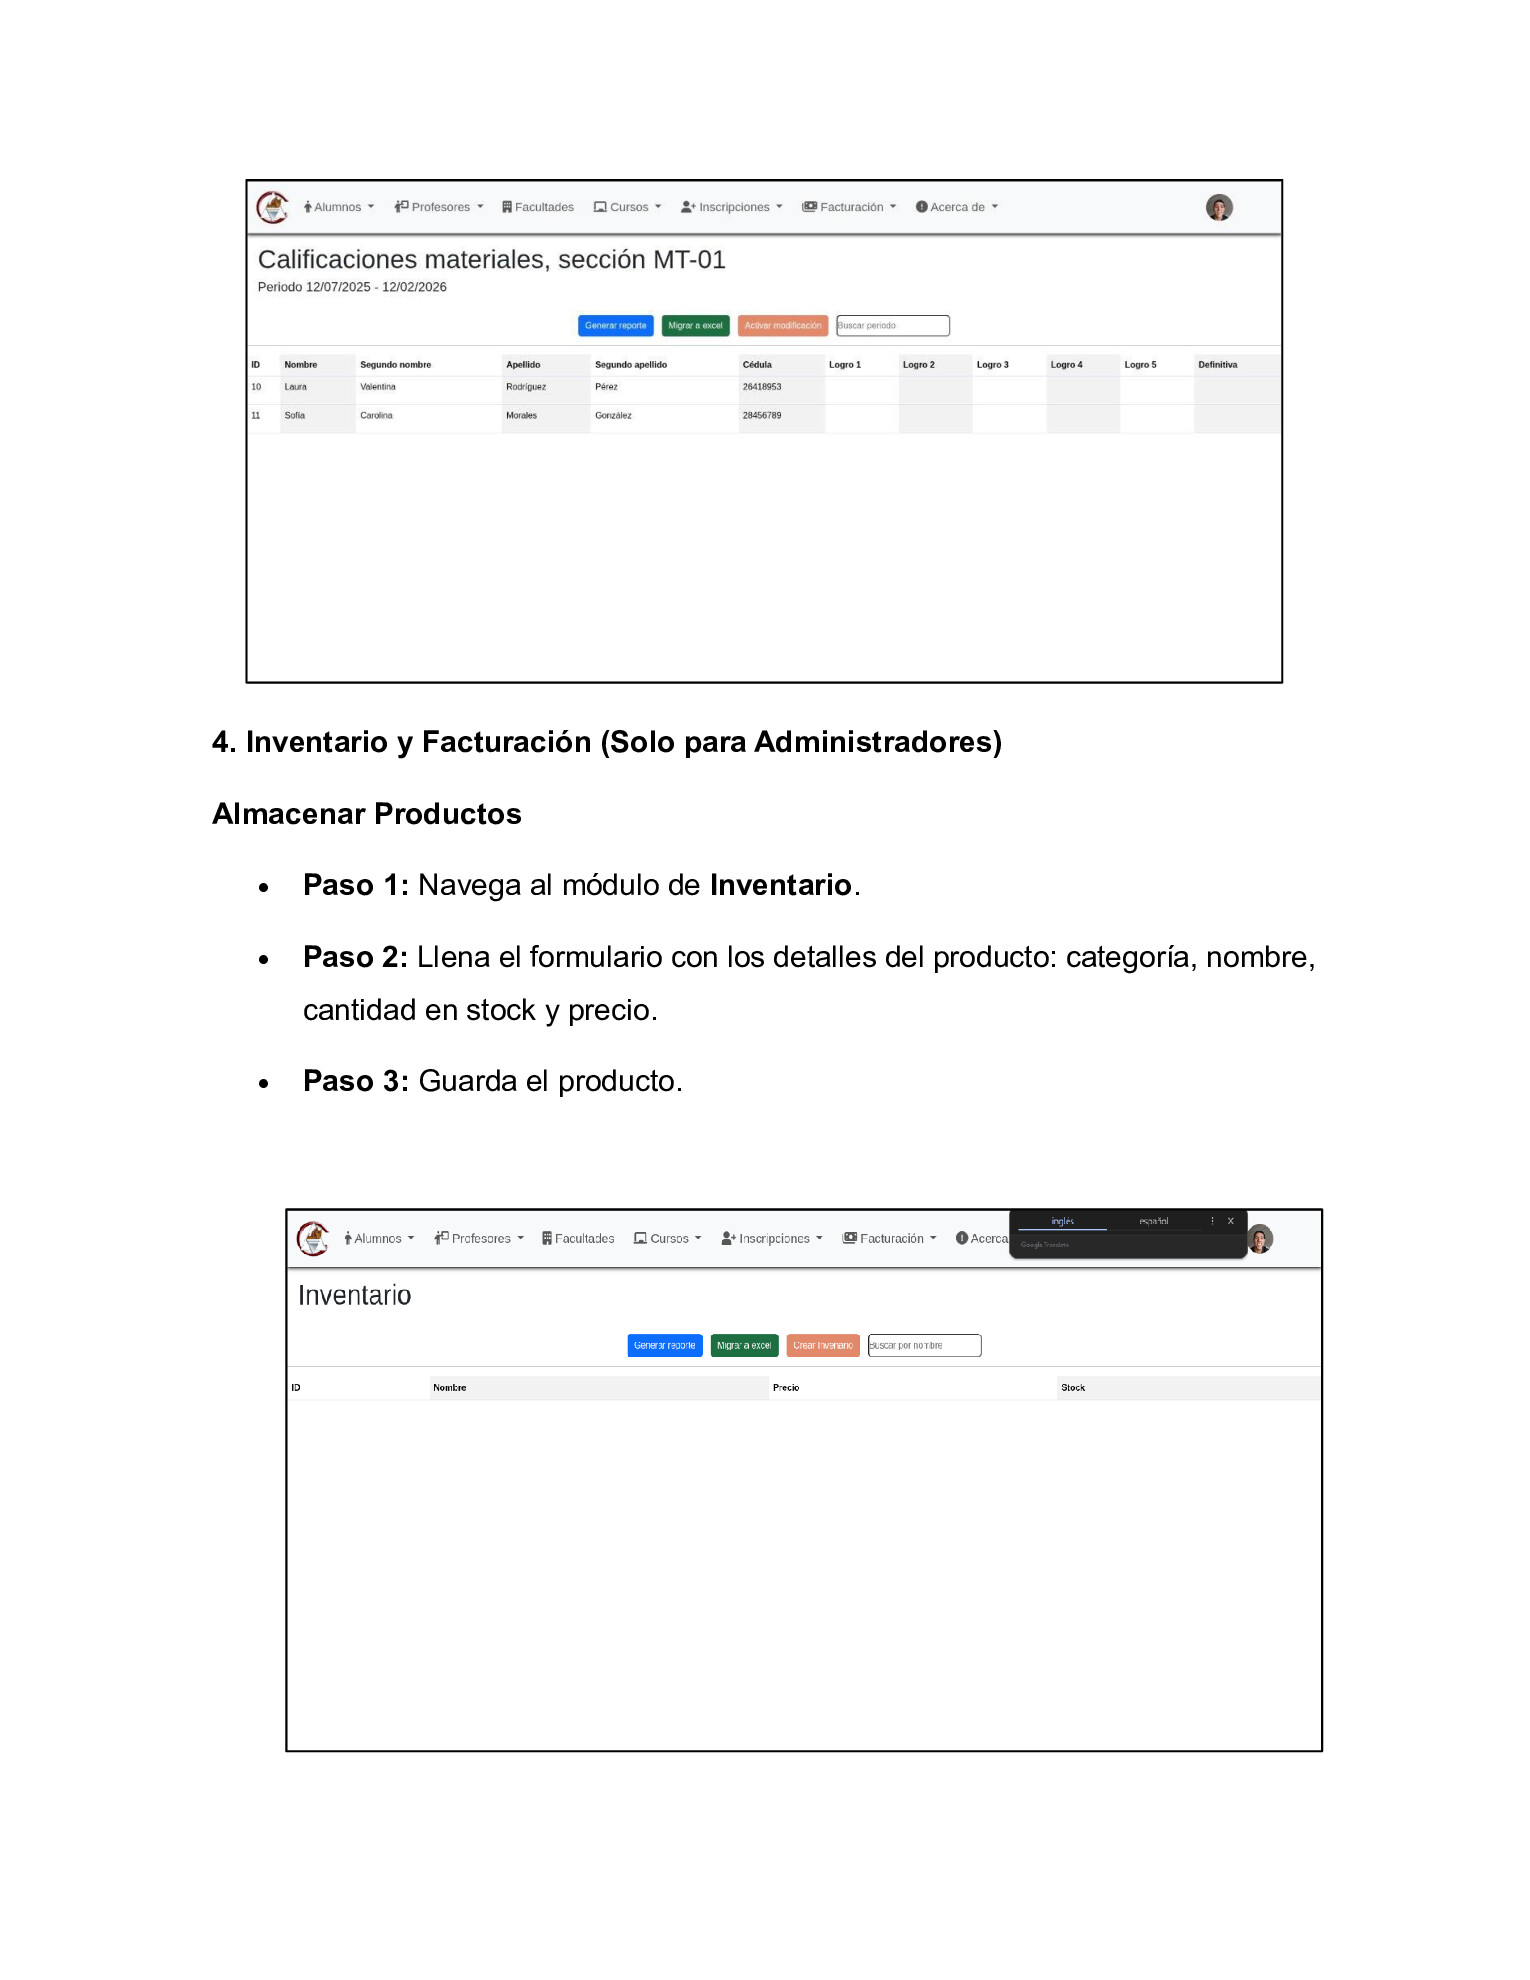 Alumnos Profesores Facultades Cursos Inscripciones Facturación Acerca de
Calificaciones materiales, sección MT-01
Periodo 12/07/2025 - 12/02/2026
Generar reporte Migrar a excel Activar modificación Buscar periodo
ID Nombre Segundo nombre Apellido Segundo apellido Cédula Logro 1 Logro 2 Logro 3 Logro 4 Logro 5 Definitiva
10 Laura Valentina Rodríguez Pérez 26418953
11 Sofía Carolina Morales González 28456789
4. Inventario y Facturación (Solo para Administradores)
Almacenar Productos
• Paso 1: Navega al módulo de Inventario.
• Paso 2: Llena el formulario con los detalles del producto: categoría, nombre,
cantidad en stock y precio.
• Paso 3: Guarda el producto.
inglés español
Google Translate
Alumnos Profesores Facultades Cursos Inscripciones Facturación Acerca
Inventario
Generar reporte Migrar a excel Crear Invenario Buscar por nombre
ID Nombre Precio Stock